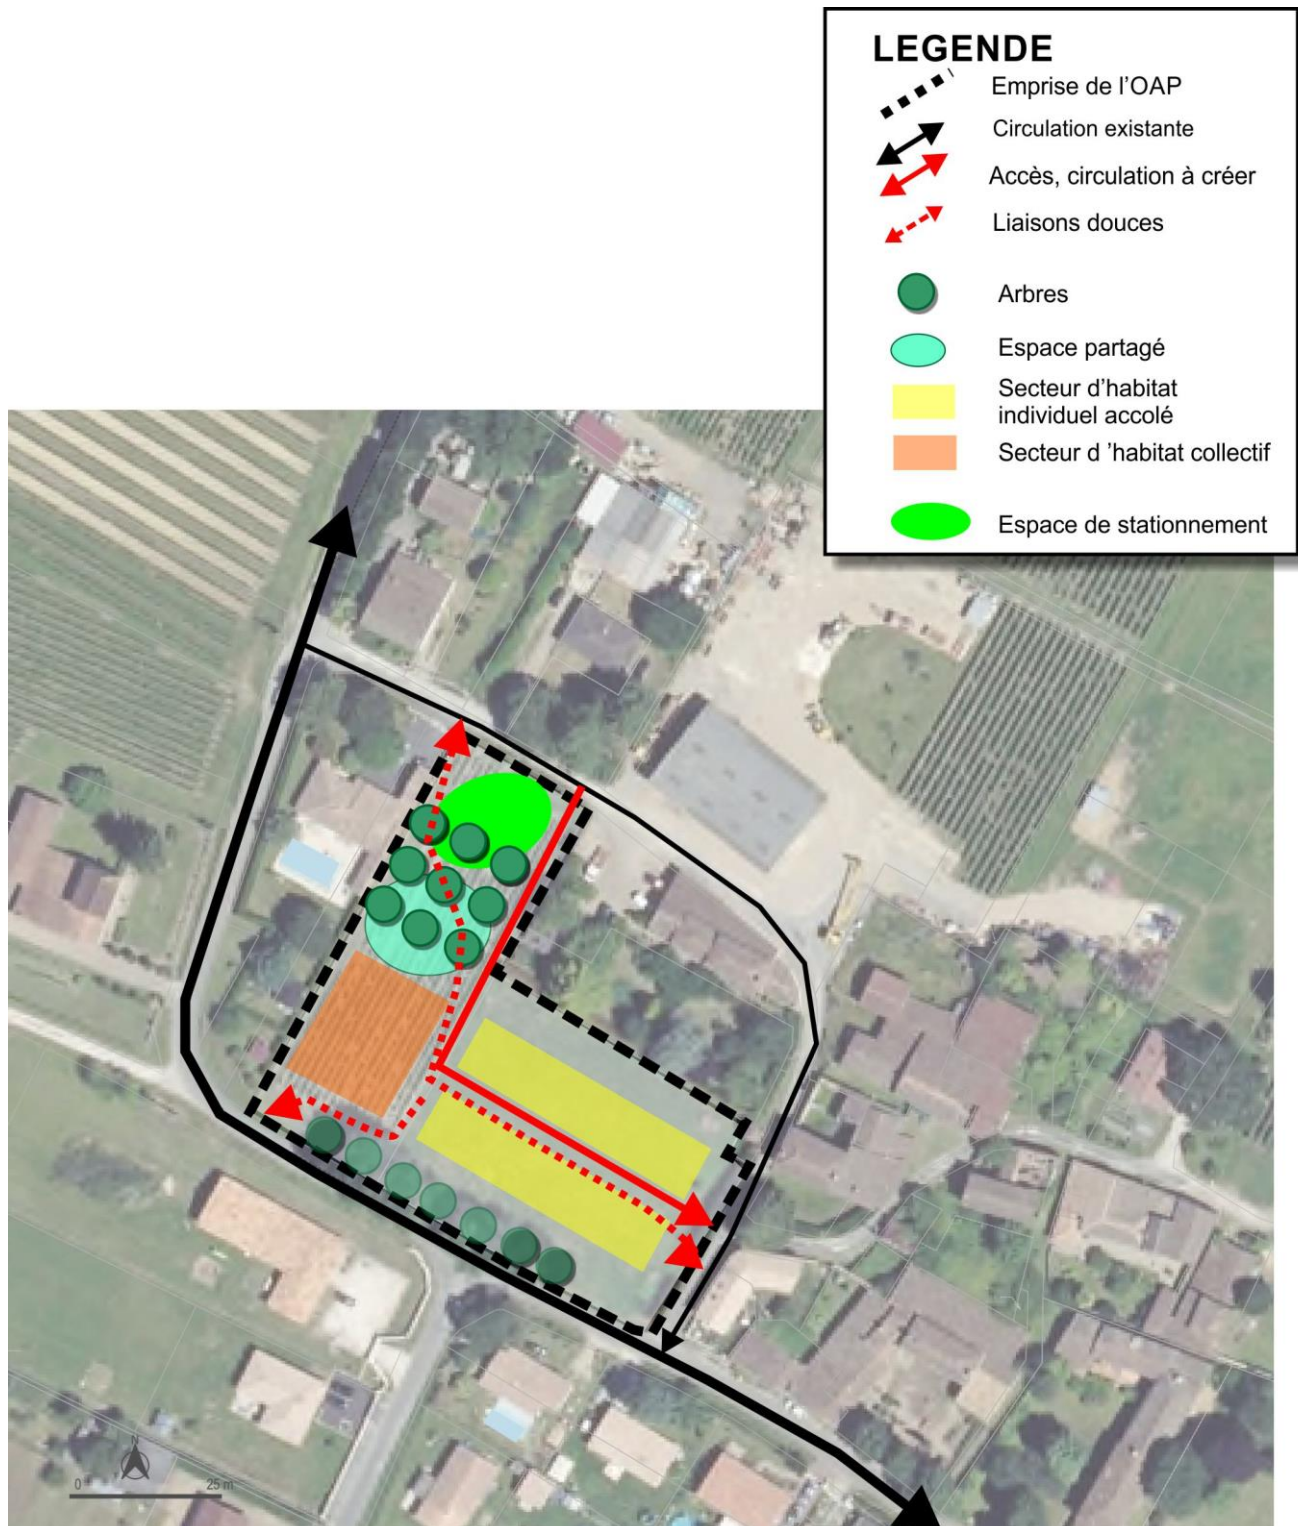 LEGENDE
Emprise de l'OAP
Circulation existante
Accès, circulation à créer
Liaisons douces
Arbres
Espace partagé
Secteur d'habitat
individuel accolé
Secteur d 'habitat collectif
Espace de stationnement
N
0 25 m